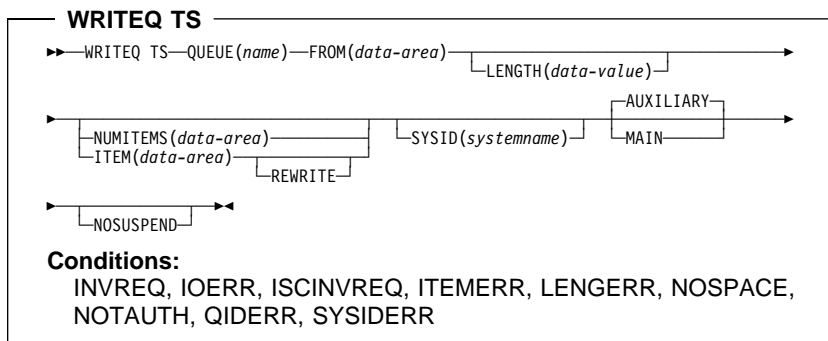 WRITEQ TS
WRITEQ TS QUEUE(name) FROM(data-area)
LENGTH(data-value)
AUXILIARY
NUMITEMS(data-area) SYSID(systemname) MAIN
ITEM(data-area)
REWRITE
NOSUSPEND
Conditions:
INVREQ, IOERR, ISCINVREQ, ITEMERR, LENGERR, NOSPACE,
NOTAUTH, QIDERR, SYSIDERR